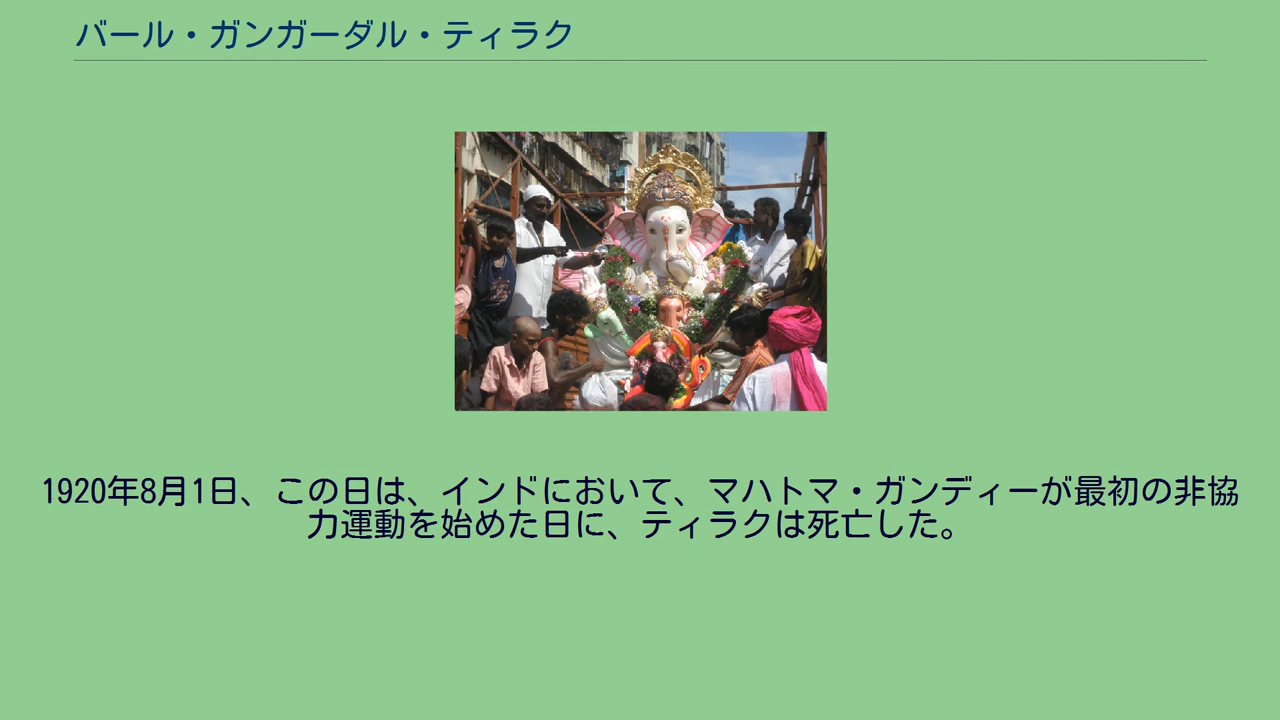 バール・ガンガーダル・ティラク
1920年8月1日、この日は、インドにおいて、マハトマ・ガンディーが最初の非協
力運動を始めた日に、ティラクは死亡した。